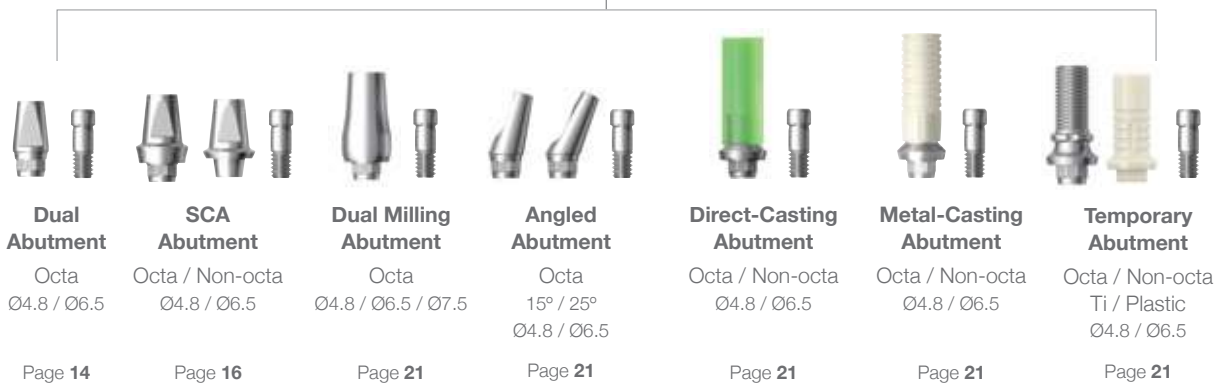 Dual
Abutment
Octa
Ø4.8 / Ø6.5
Page 14
SCA
Abutment
Octa / Non-octa
Ø4.8 / Ø6.5
Page 16
Dual Milling
Abutment
Octa
Ø4.8 / Ø6.5 / Ø7.5
Page 21
Angled
Abutment
Octa
15º / 25º
Ø4.8 / Ø6.5
Page 21
Direct-Casting
Abutment
Octa / Non-octa
Ø4.8 / Ø6.5
Page 21
Metal-Casting
Abutment
Octa / Non-octa
Ø4.8 / Ø6.5
Page 21
Temporary
Abutment
Octa / Non-octa
Ti / Plastic
Ø4.8 / Ø6.5
Page 21